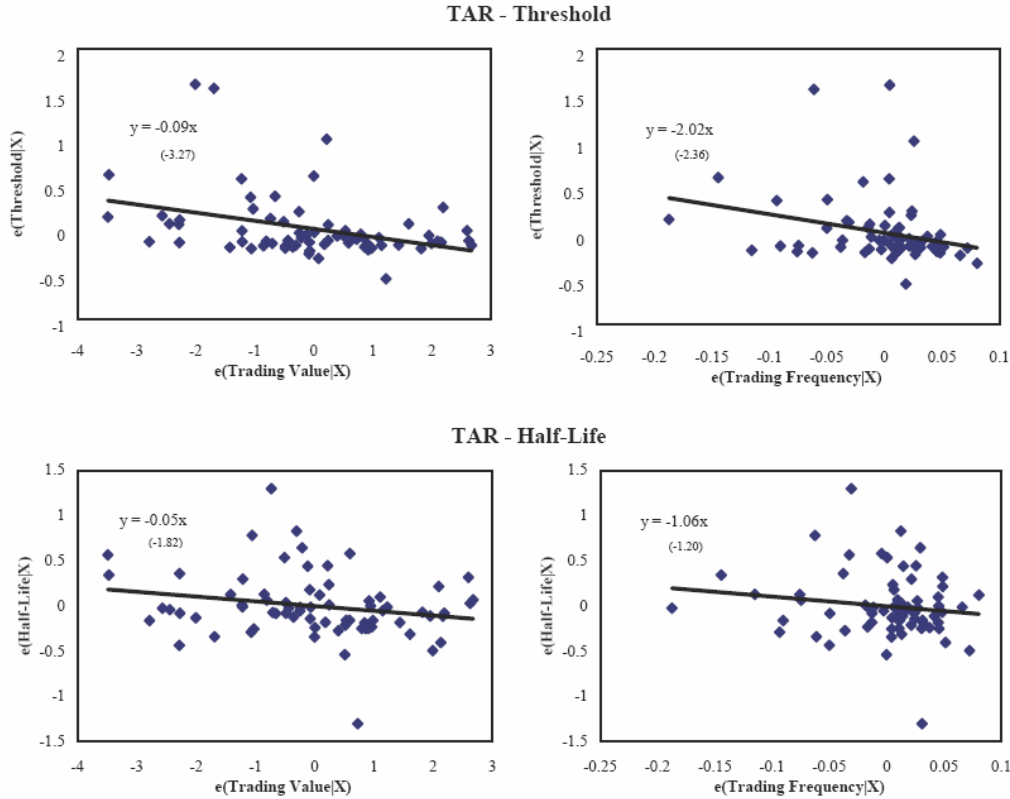 TAR - Threshold
2
1.5
1
0.5
0
-0.5
-1
e(Threshold|X)
y = -0.09x
(-3.27)
-4 -3 -2 -1 0 1 2 3
e(Trading Value|X)
2
1.5
1
0.5
0
-0.5
-1
e(Threshold|X)
y = -2.02x
(-2.36)
-0.25 -0.2 -0.15 -0.1 -0.05 0 0.05 0.1
e(Trading Frequency|X)
TAR - Half-Life
1.5
1
0.5
0
-0.5
-1
-1.5
e(Half-Life|X)
y = -0.05x
(-1.82)
-4 -3 -2 -1 0 1 2 3
e(Trading Value|X)
1.5
1
0.5
0
-0.5
-1
-1.5
e(Half-Life|X)
y = -1.06x
(-1.20)
-0.25 -0.2 -0.15 -0.1 -0.05 0 0.05 0.1
e(Trading Frequency|X)